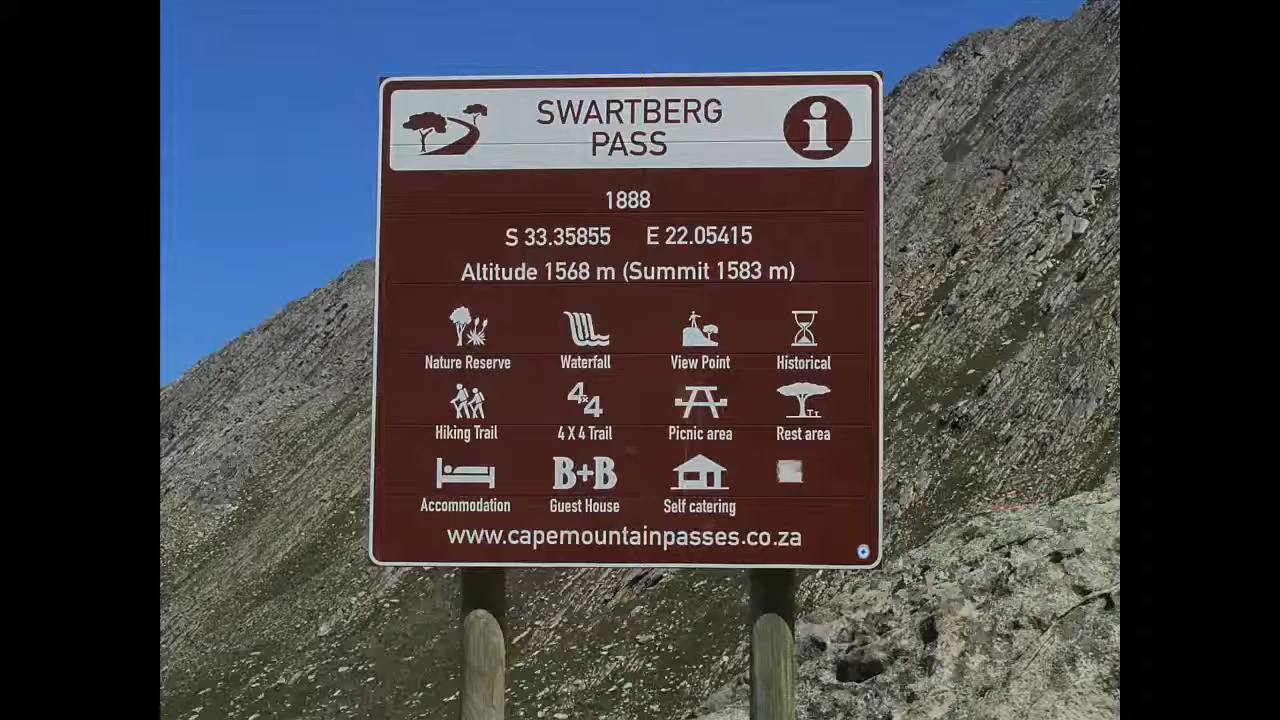 SWARTBERG
PASS
1888
S 33.35855 E 22.05415
Altitude 1568 m (Summit 1583 m)
Nature Reserve Waterfall View Point Historical
4x4
Hiking Trail 4 X 4 Trail Picnic area Rest area
B+B
Accommodation Guest House Self catering
www.capemountainpasses.co.za